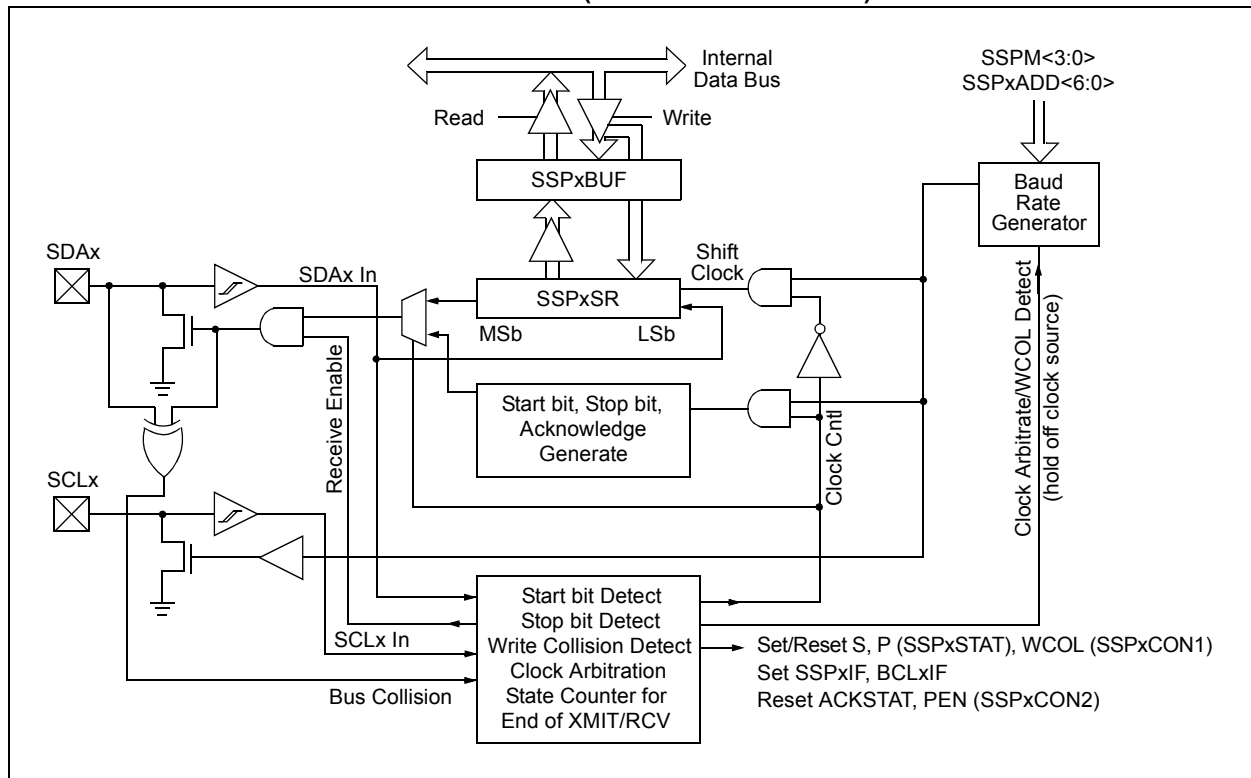 Internal
Data Bus
SSPM<3:0>
SSPxADD<6:0>
Read
Write
SSPxBUF
Baud
Rate
Generator
SDAx
SDAx In
Shift
Clock
SSPxSR
MSb
LSb
Receive Enable
Start bit, Stop bit,
Acknowledge
Generate
Clock Cntl
Clock Arbitrate/WCOL Detect
(hold off clock source)
SCLx
SCLx In
Bus Collision
Start bit Detect
Stop bit Detect
Write Collision Detect
Clock Arbitration
State Counter for
End of XMIT/RCV
Set/Reset S, P (SSPxSTAT), WCOL (SSPxCON1)
Set SSPxIF, BCLxIF
Reset ACKSTAT, PEN (SSPxCON2)